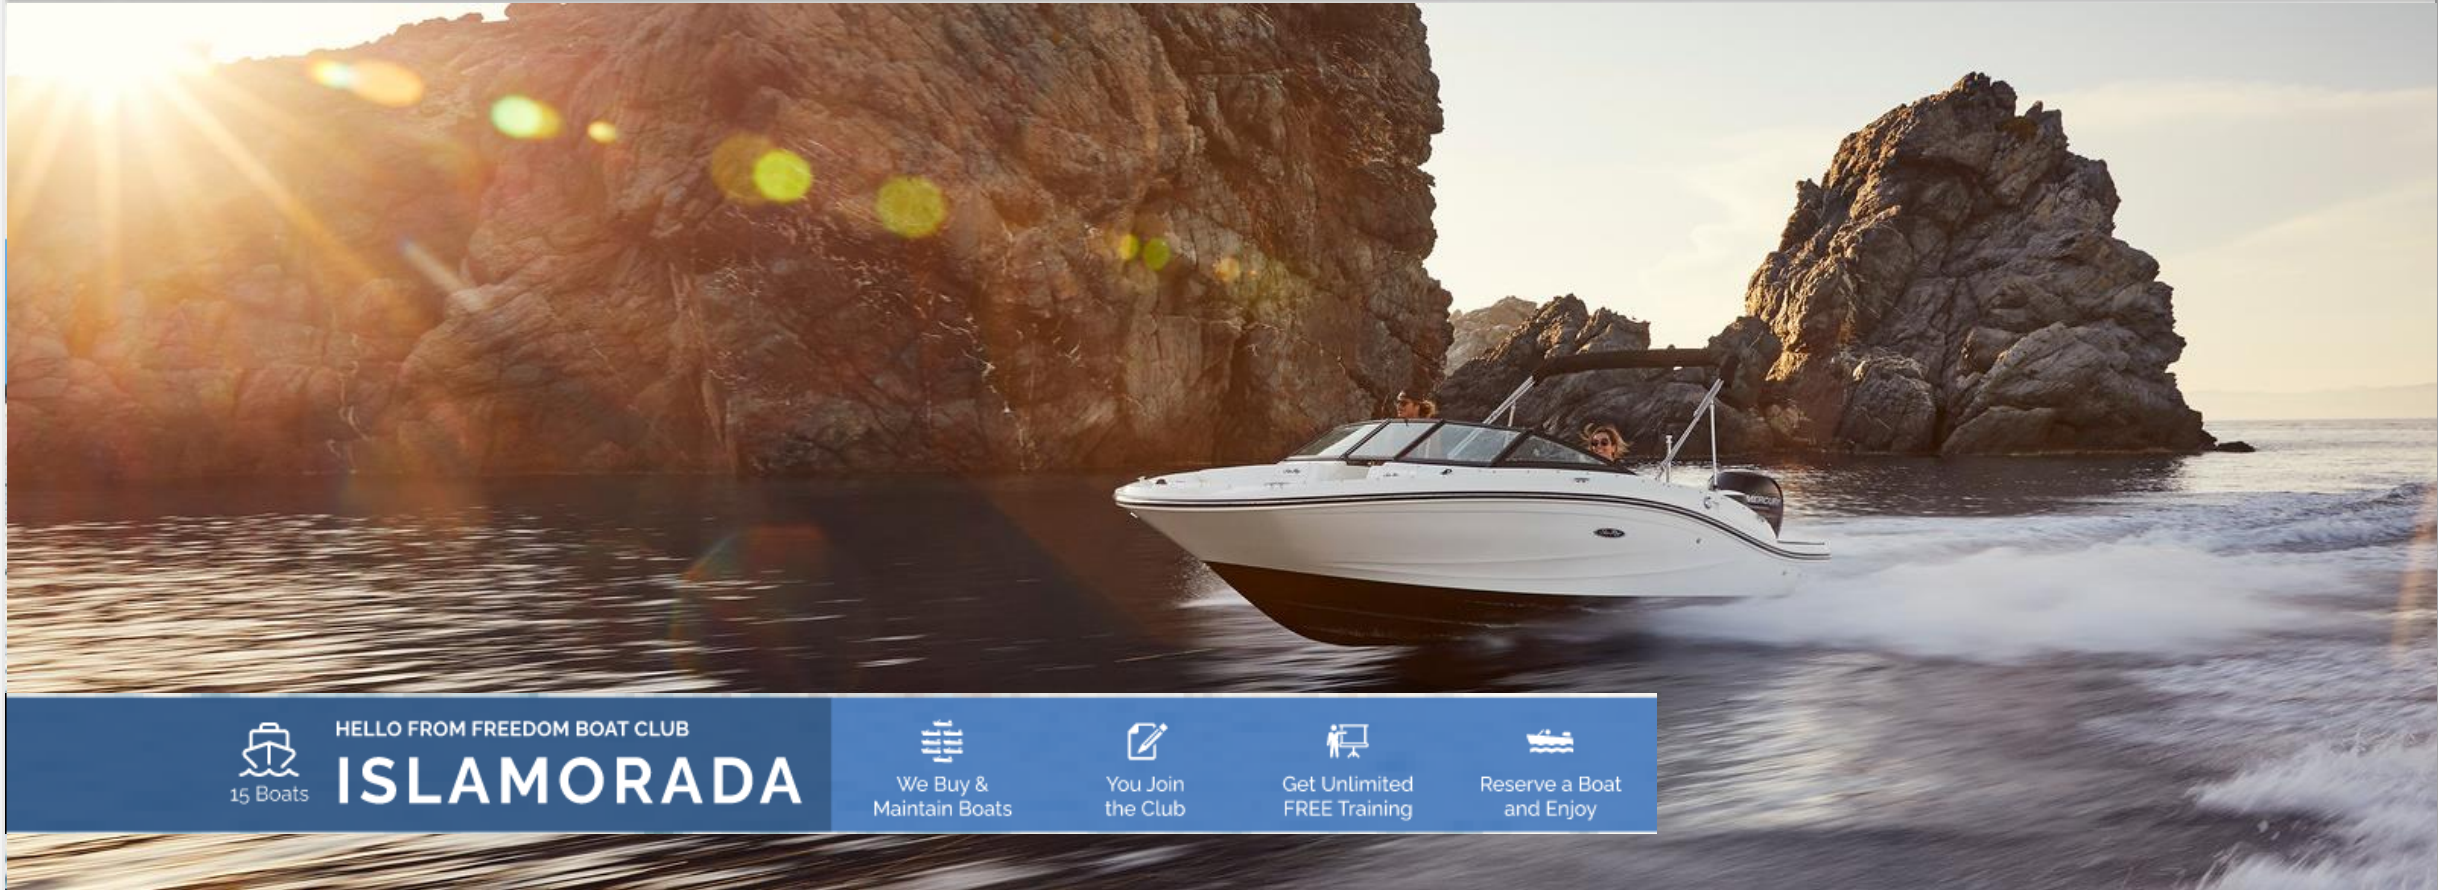 MERCURY
HELLO FROM FREEDOM BOAT CLUB
ISLAMORADA
15 Boats
We Buy &
Maintain Boats
You Join
the Club
Get Unlimited
FREE Training
Reserve a Boat
and Enjoy